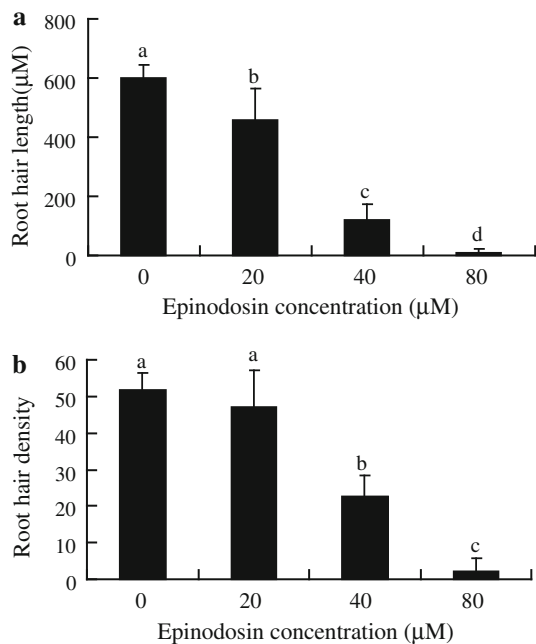 a
Root hair length(μM)
800
600
400
200
0
a
b
c
d
0 20 40 80
Epinodosin concentration (μM)
b
Root hair density
60
50
40
30
20
10
0
a
a
b
c
0 20 40 80
Epinodosin concentration (μM)